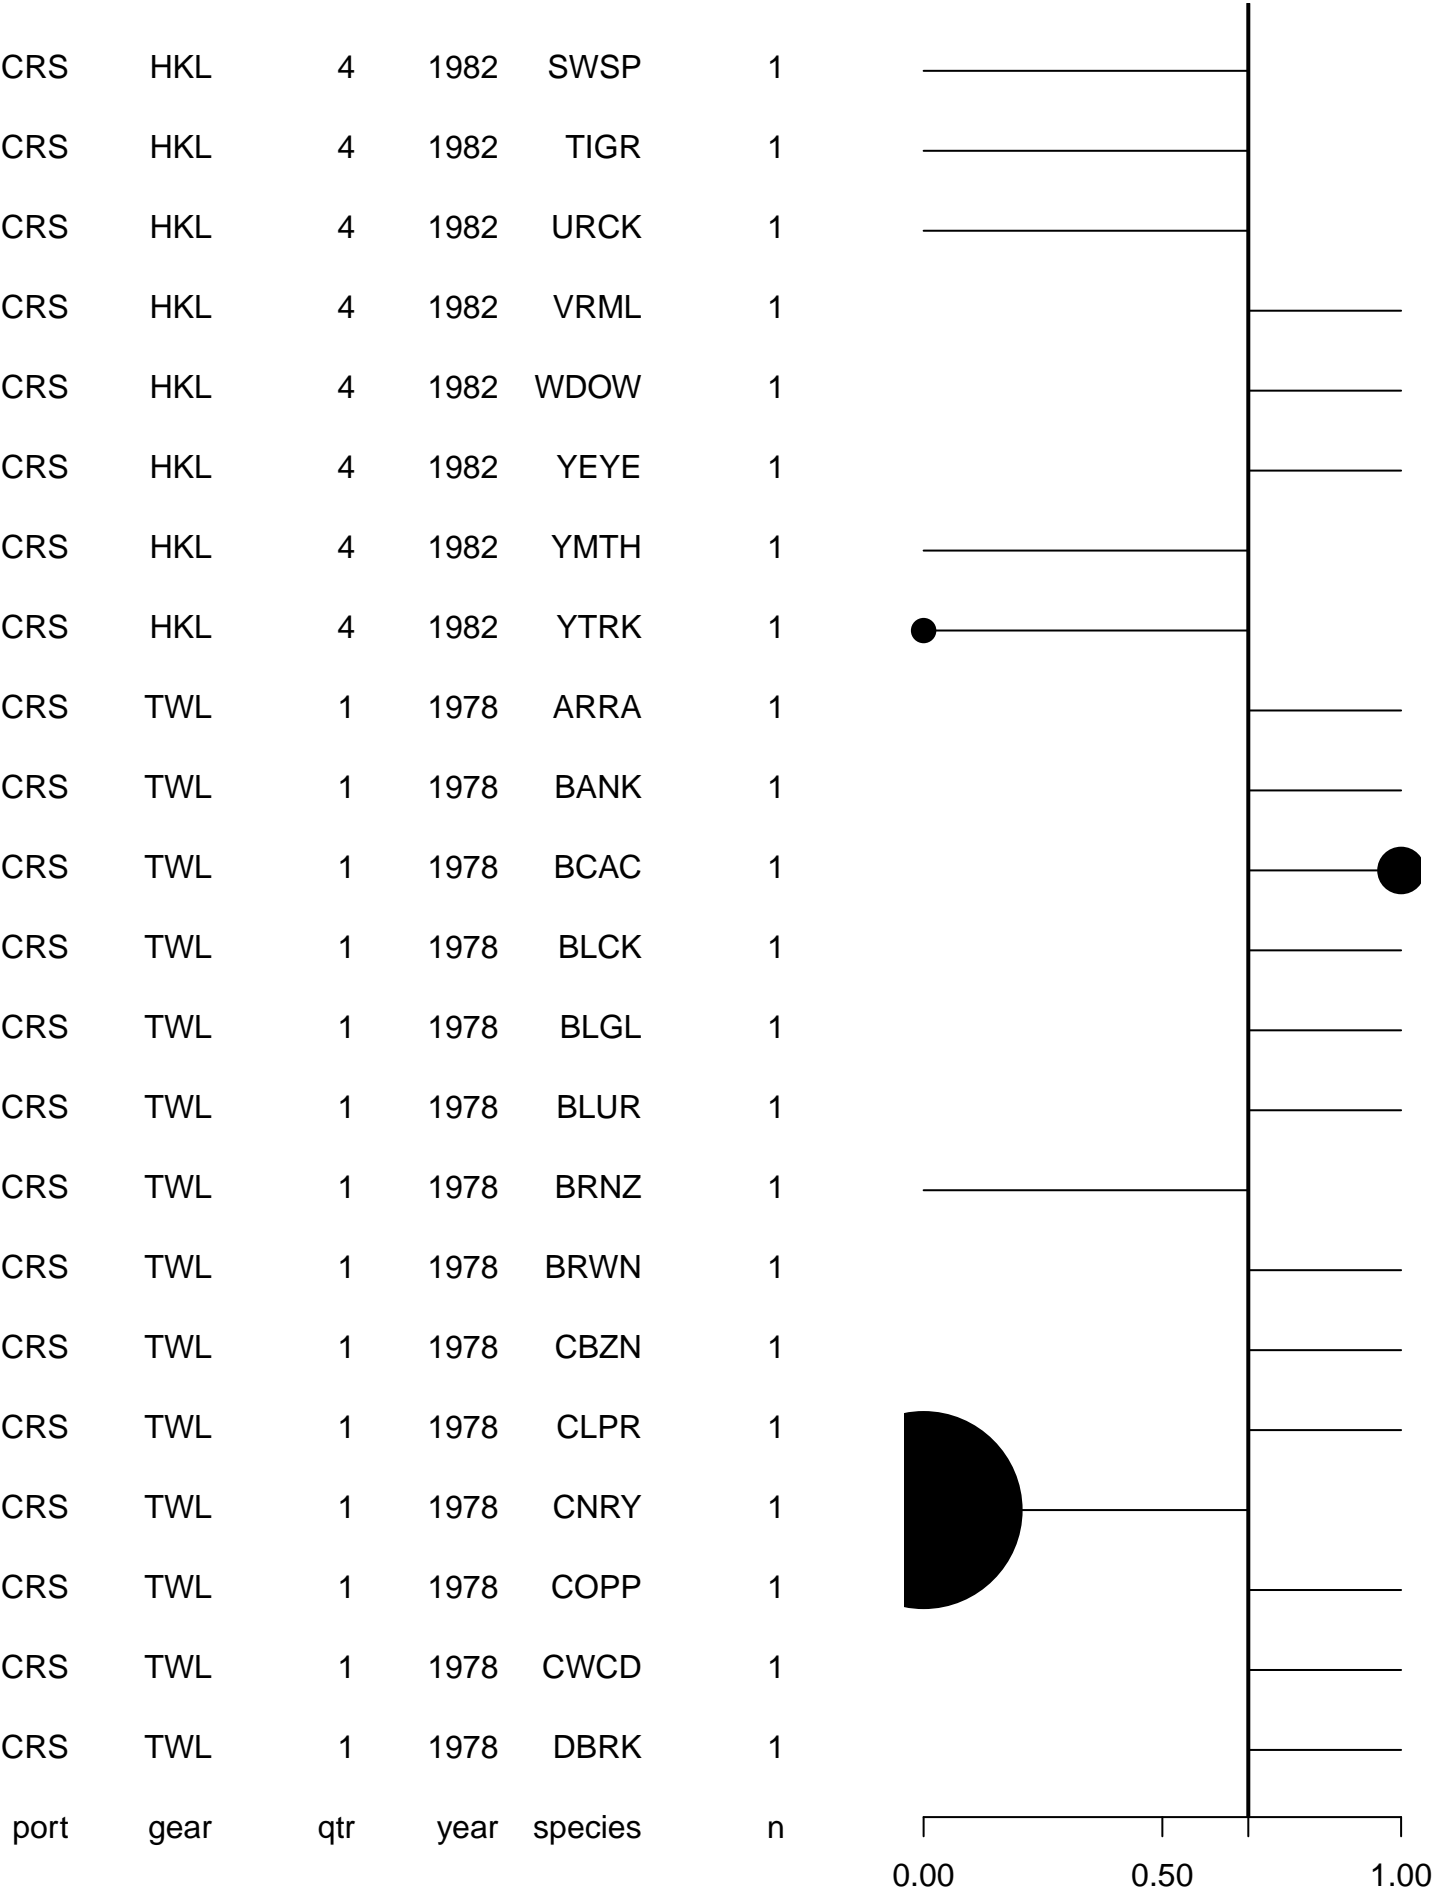 CRS HKL 4 1982 SWSP 1
CRS HKL 4 1982 TIGR 1
CRS HKL 4 1982 URCK 1
CRS HKL 4 1982 VRML 1
CRS HKL 4 1982 WDOW 1
CRS HKL 4 1982 YEYE 1
CRS HKL 4 1982 YMTH 1
CRS HKL 4 1982 YTRK 1
CRS TWL 1 1978 ARRA 1
CRS TWL 1 1978 BANK 1
CRS TWL 1 1978 BCAC 1
CRS TWL 1 1978 BLCK 1
CRS TWL 1 1978 BLGL 1
CRS TWL 1 1978 BLUR 1
CRS TWL 1 1978 BRNZ 1
CRS TWL 1 1978 BRWN 1
CRS TWL 1 1978 CBZN 1
CRS TWL 1 1978 CLPR 1
CRS TWL 1 1978 CNRY 1
CRS TWL 1 1978 COPP 1
CRS TWL 1 1978 CWCD 1
CRS TWL 1 1978 DBRK 1
port gear qtr year species n
0.00 0.50 1.00